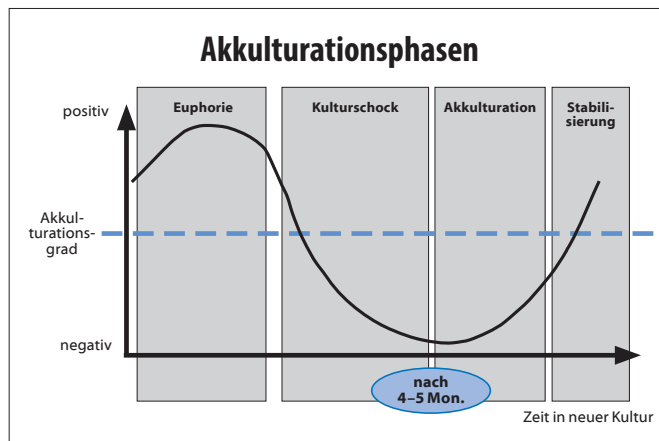 Akkulturationsphasen
positiv
Euphorie
Kulturschock
Akkulturation
Stabili-
sierung
Akkul-
turations-
grad
negativ
nach
4–5 Mon.
Zeit in neuer Kultur